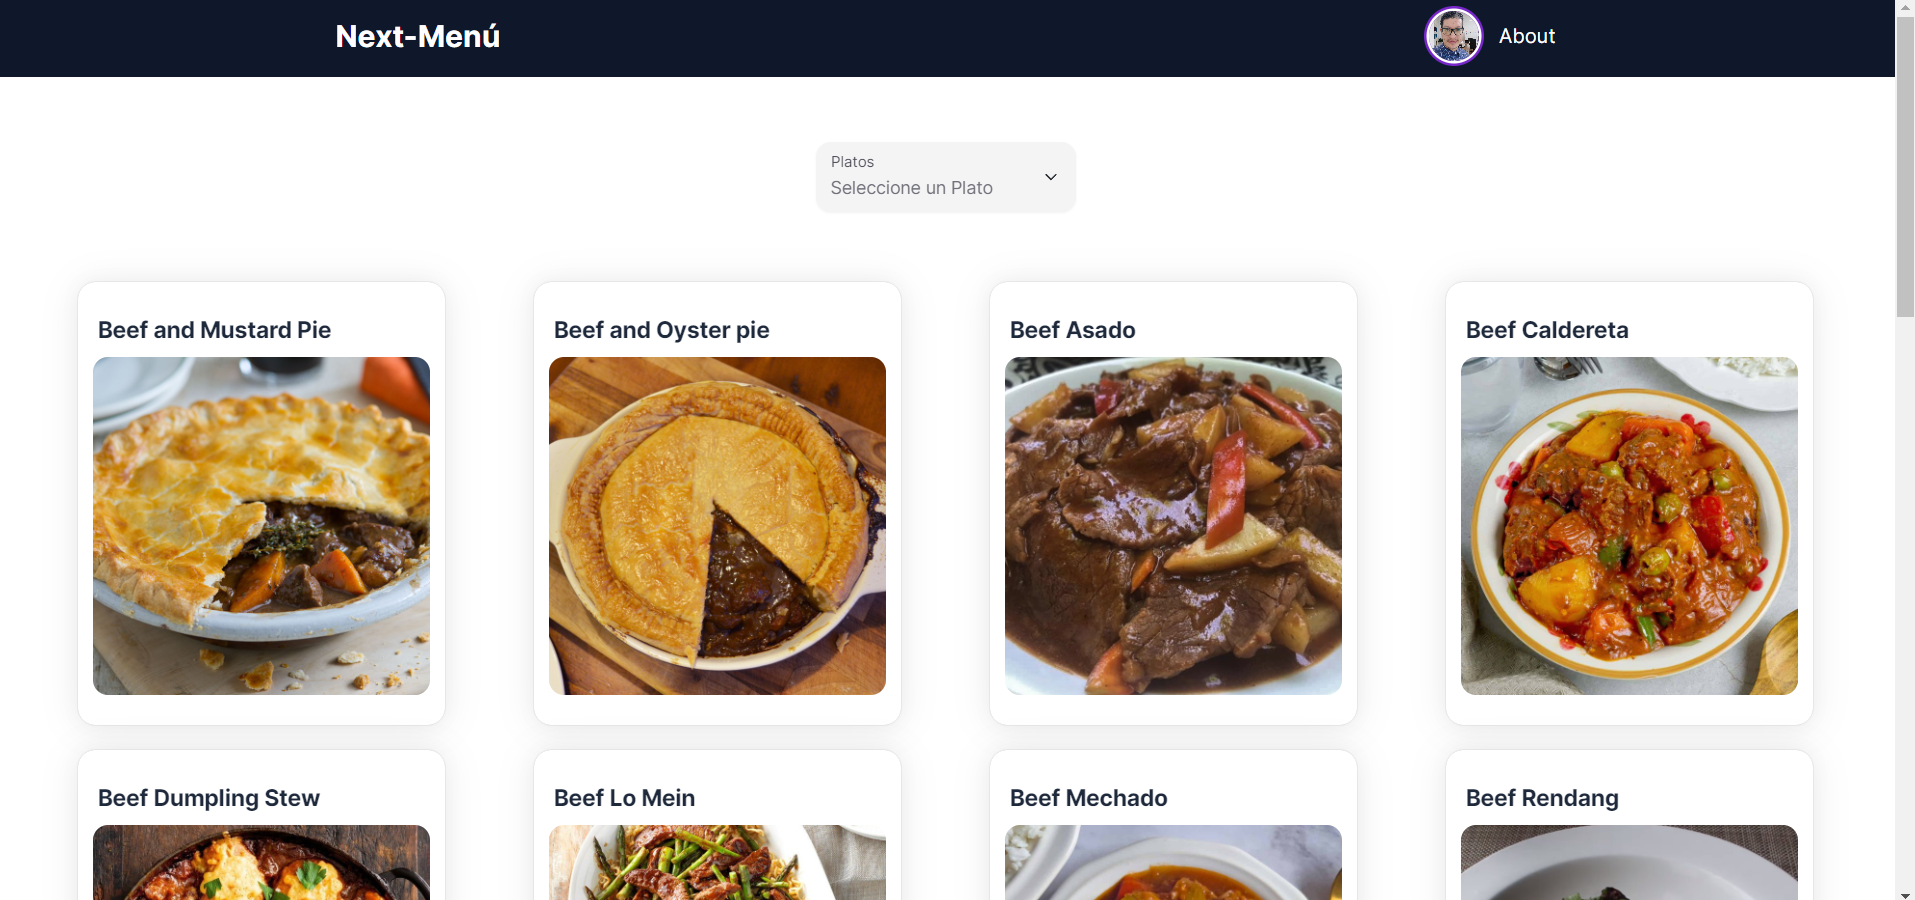 Next-Menú
About
Platos
Seleccione un Plato
Beef and Mustard Pie
Beef and Oyster pie
Beef Asado
Beef Caldereta
Beef Dumpling Stew
Beef Lo Mein
Beef Mechado
Beef Rendang